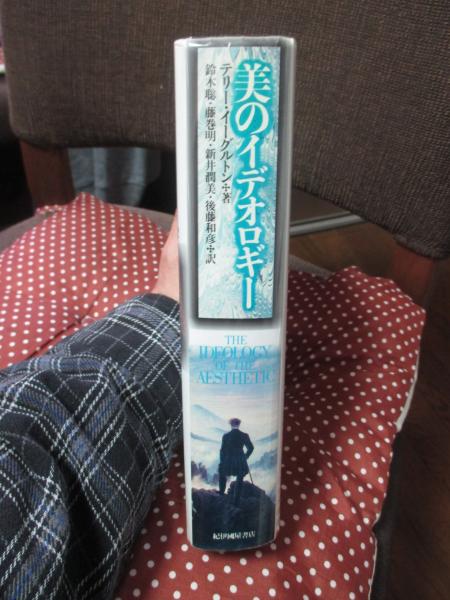 美のイデオロギー
テリー・イーグルトン✢著
鈴木聡・藤巻明・新井潤美・後藤和彦✢訳
THE
IDEOLOGY
OF THE
AESTHETIC
紀伊國屋書店